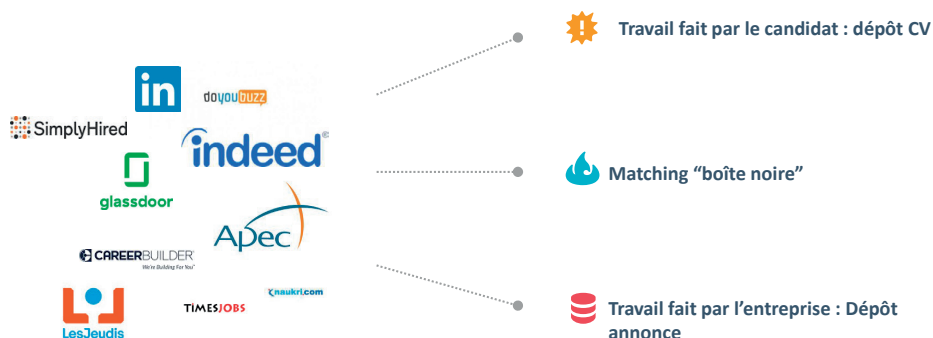 Travail fait par le candidat : dépôt CV
in
doyoubuzz
SimplyHired
indeed®
glassdoor
Matching “boîte noire”
Apec
CAREERBUILDER
We're Building For You"
naukri.com
TIMESJOBS
LesJeudis
Travail fait par l’entreprise : Dépôt
annonce